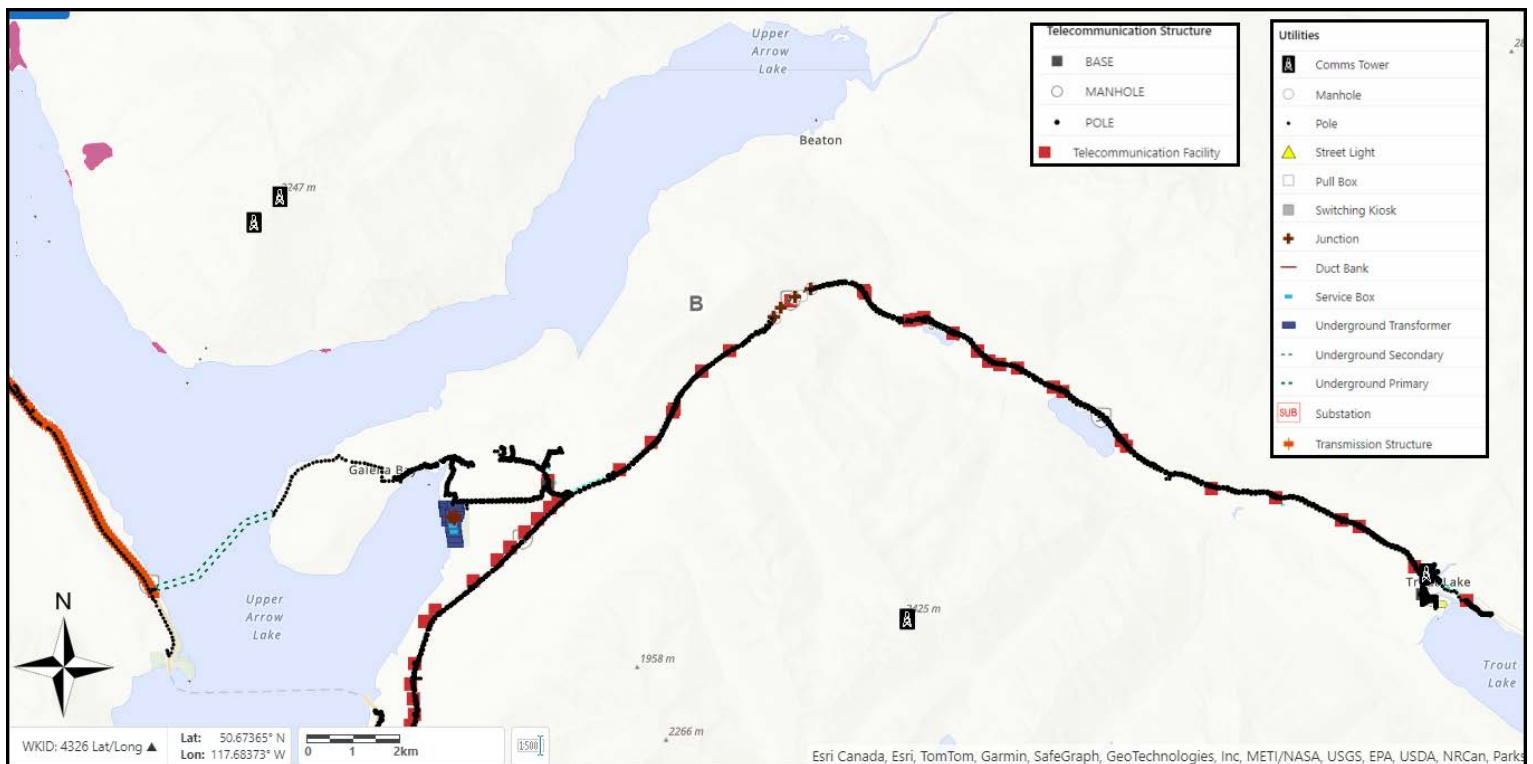 Upper
Arrow
Lake
Beaton
2247 m
B
Galena Bay
Upper
Arrow
Lake
N
1958 m
2425 m
2266 m
Trout Lake
Trout
Lake
Telecommunication Structure
BASE
MANHOLE
POLE
Telecommunication Facility
Utilities
Comms Tower
Manhole
Pole
Street Light
Pull Box
Switching Kiosk
Junction
Duct Bank
Service Box
Underground Transformer
Underground Secondary
Underground Primary
SUB Substation
Transmission Structure
WKID: 4326 Lat/Long ▲
Lat: 50.67365° N
Lon: 117.68373° W
0 1 2km
Esri Canada, Esri, TomTom, Garmin, SafeGraph, GeoTechnologies, Inc, METI/NASA, USGS, EPA, USDA, NRCan, Parks